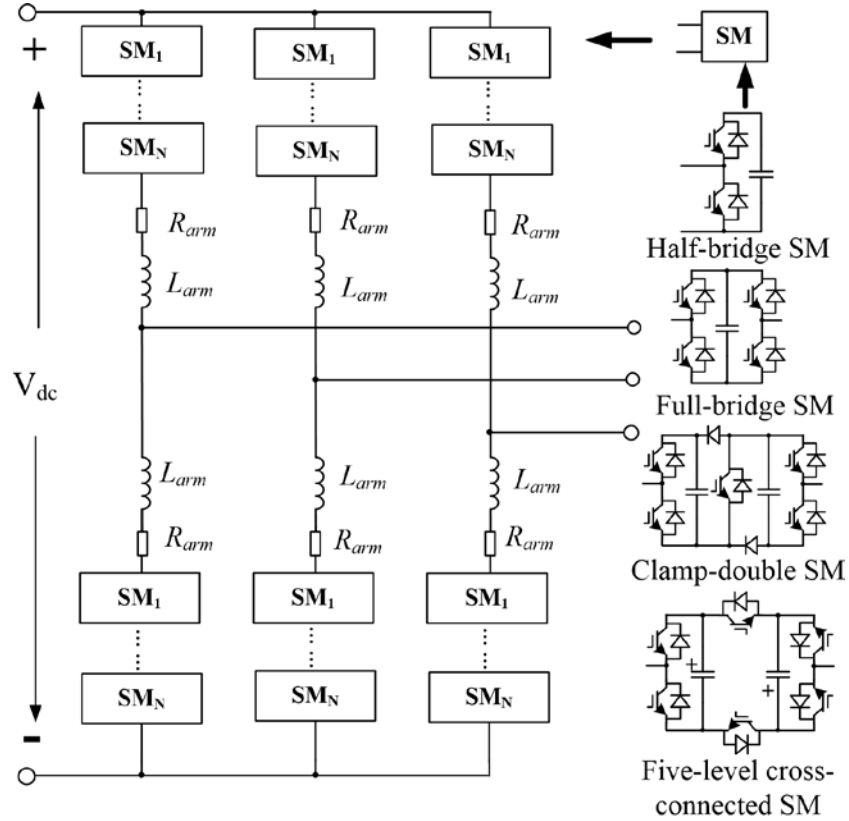 SM₁ SM₁ SM₁ SM
+
SMN SMN SMN
Rarm Rarm Rarm
Half-bridge SM
Larm Larm Larm
Vdc
Full-bridge SM
Larm Larm Larm
Rarm Rarm Rarm
Clamp-double SM
SM₁ SM₁ SM₁
+ +
SMN SMN SMN
-
Five-level cross-
connected SM